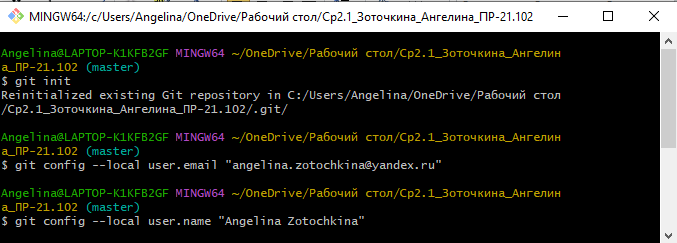 MINGW64:/c/Users/Angelina/OneDrive/Рабочий стол/Ср2.1_Зоточкина_Ангелина_ПР-21.102
Angelina@LAPTOP-K1KFB2GF MINGW64 ~/OneDrive/Рабочий стол/Ср2.1_Зоточкина_Ангелин
а_ПР-21.102 (master)
$ git init
Reinitialized existing Git repository in C:/Users/Angelina/OneDrive/Рабочий стол
/Ср2.1_Зоточкина_Ангелина_ПР-21.102/.git/
Angelina@LAPTOP-K1KFB2GF MINGW64 ~/OneDrive/Рабочий стол/Ср2.1_Зоточкина_Ангелин
а_ПР-21.102 (master)
$ git config --local user.email "angelina.zotochkina@yandex.ru"
Angelina@LAPTOP-K1KFB2GF MINGW64 ~/OneDrive/Рабочий стол/Ср2.1_Зоточкина_Ангелин
а_ПР-21.102 (master)
$ git config --local user.name "Angelina Zotochkina"